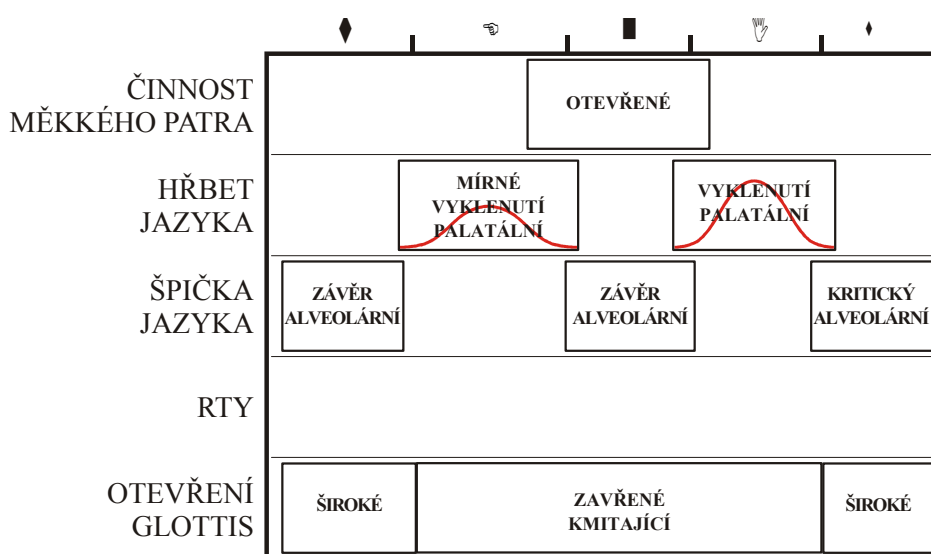 ČINNOST
MĚKKÉHO PATRA
OTEVŘENÉ
HŘBET
JAZYKA
MÍRNÉ
VYKLENUTÍ
PALATÁLNÍ
VYKLENUTÍ
PALATÁLNÍ
ŠPIČKA
JAZYKA
ZÁVĚR
ALVEOLÁRNÍ
ZÁVĚR
ALVEOLÁRNÍ
KRITICKÝ
ALVEOLÁRNÍ
RTY
OTEVŘENÍ
GLOTTIS
ŠIROKÉ
ZAVŘENÉ
KMITAJÍCÍ
ŠIROKÉ